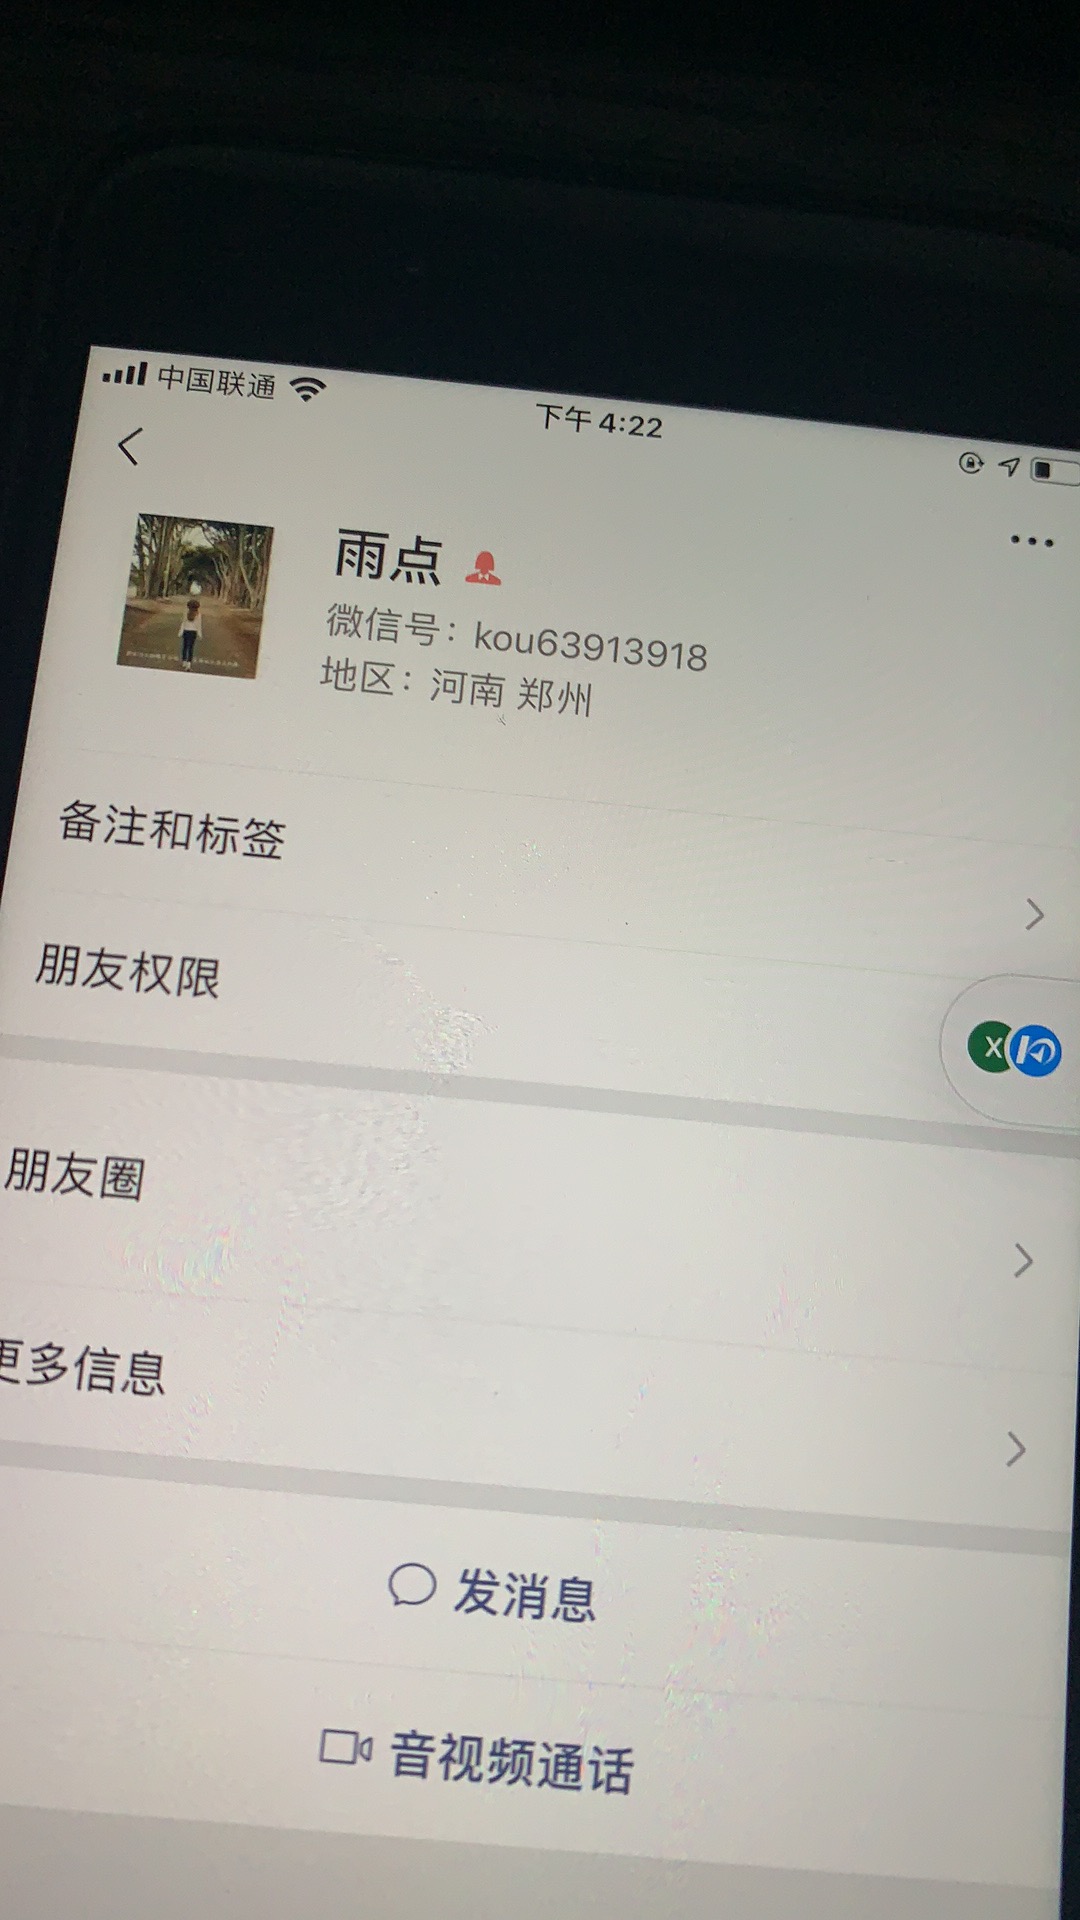 中国联通
下午 4:22
雨点
微信号：kou63913918
地区：河南 郑州
备注和标签
朋友权限
X
朋友圈
更多信息
发消息
音视频通话